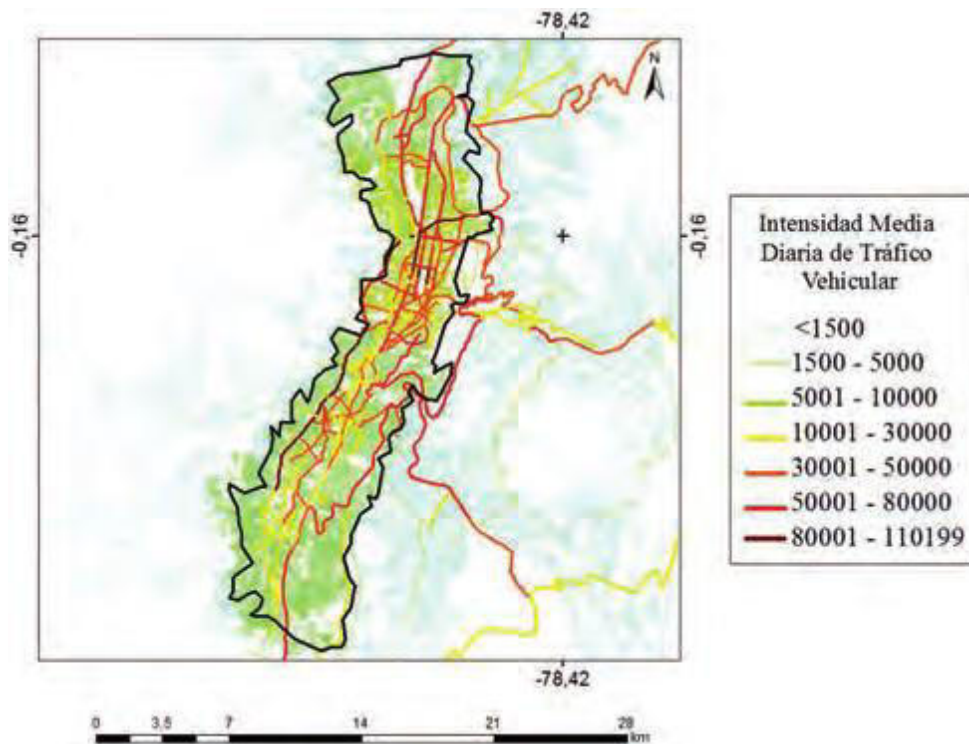 -78,42
N
-0,16
-0,16
Intensidad Media
Diaria de Tráfico
Vehicular
<1500
1500 - 5000
5001 - 10000
10001 - 30000
30001 - 50000
50001 - 80000
80001 - 110199
-78,42
0 3.5 7 14 21 28
km